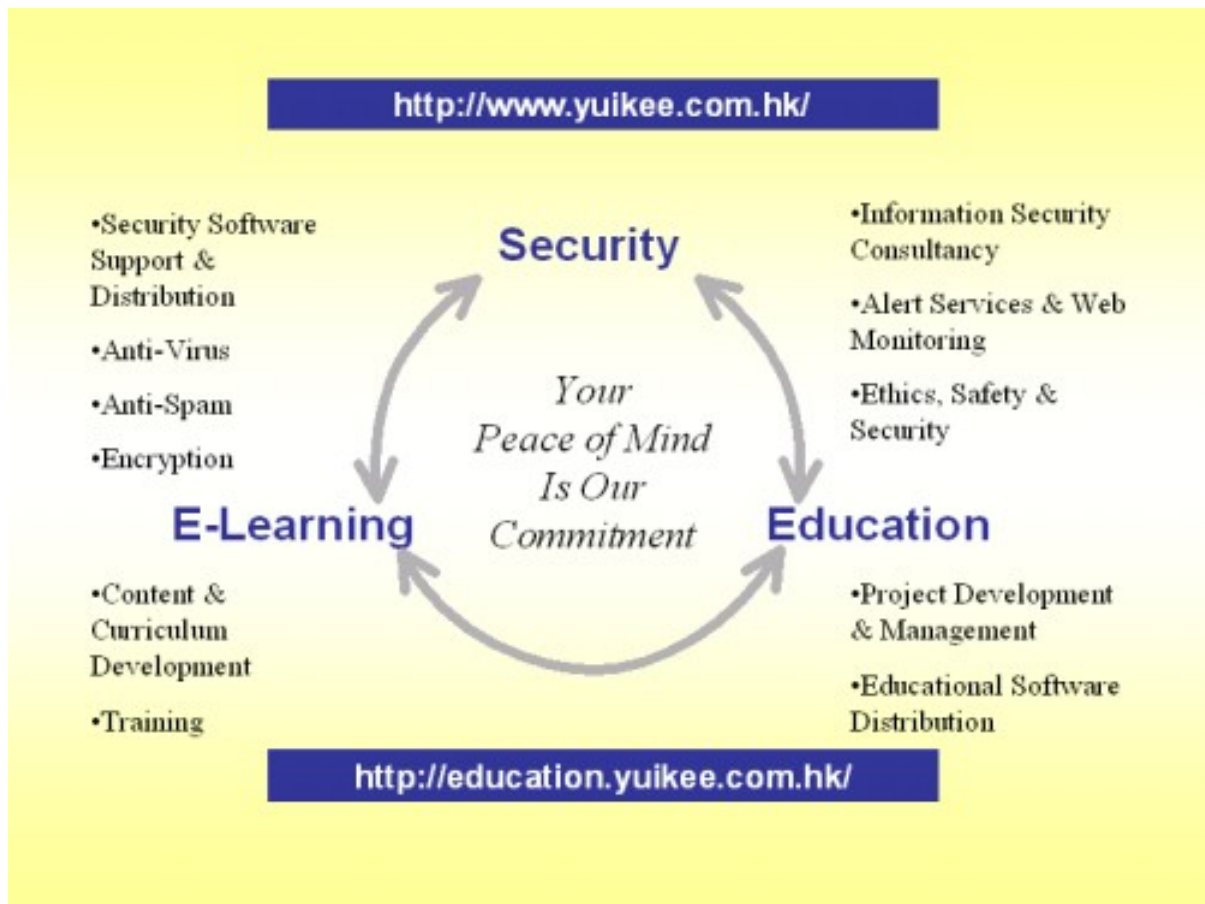 http://www.yuikee.com.hk/
•Security Software
Support &
Distribution
•Anti-Virus
•Anti-Spam
•Encryption
Security
•Information Security
Consultancy
•Alert Services & Web
Monitoring
•Ethics, Safety &
Security
Your
Peace of Mind
Is Our
Commitment
E-Learning
Education
•Content &
Curriculum
Development
•Training
•Project Development
& Management
•Educational Software
Distribution
http://education.yuikee.com.hk/